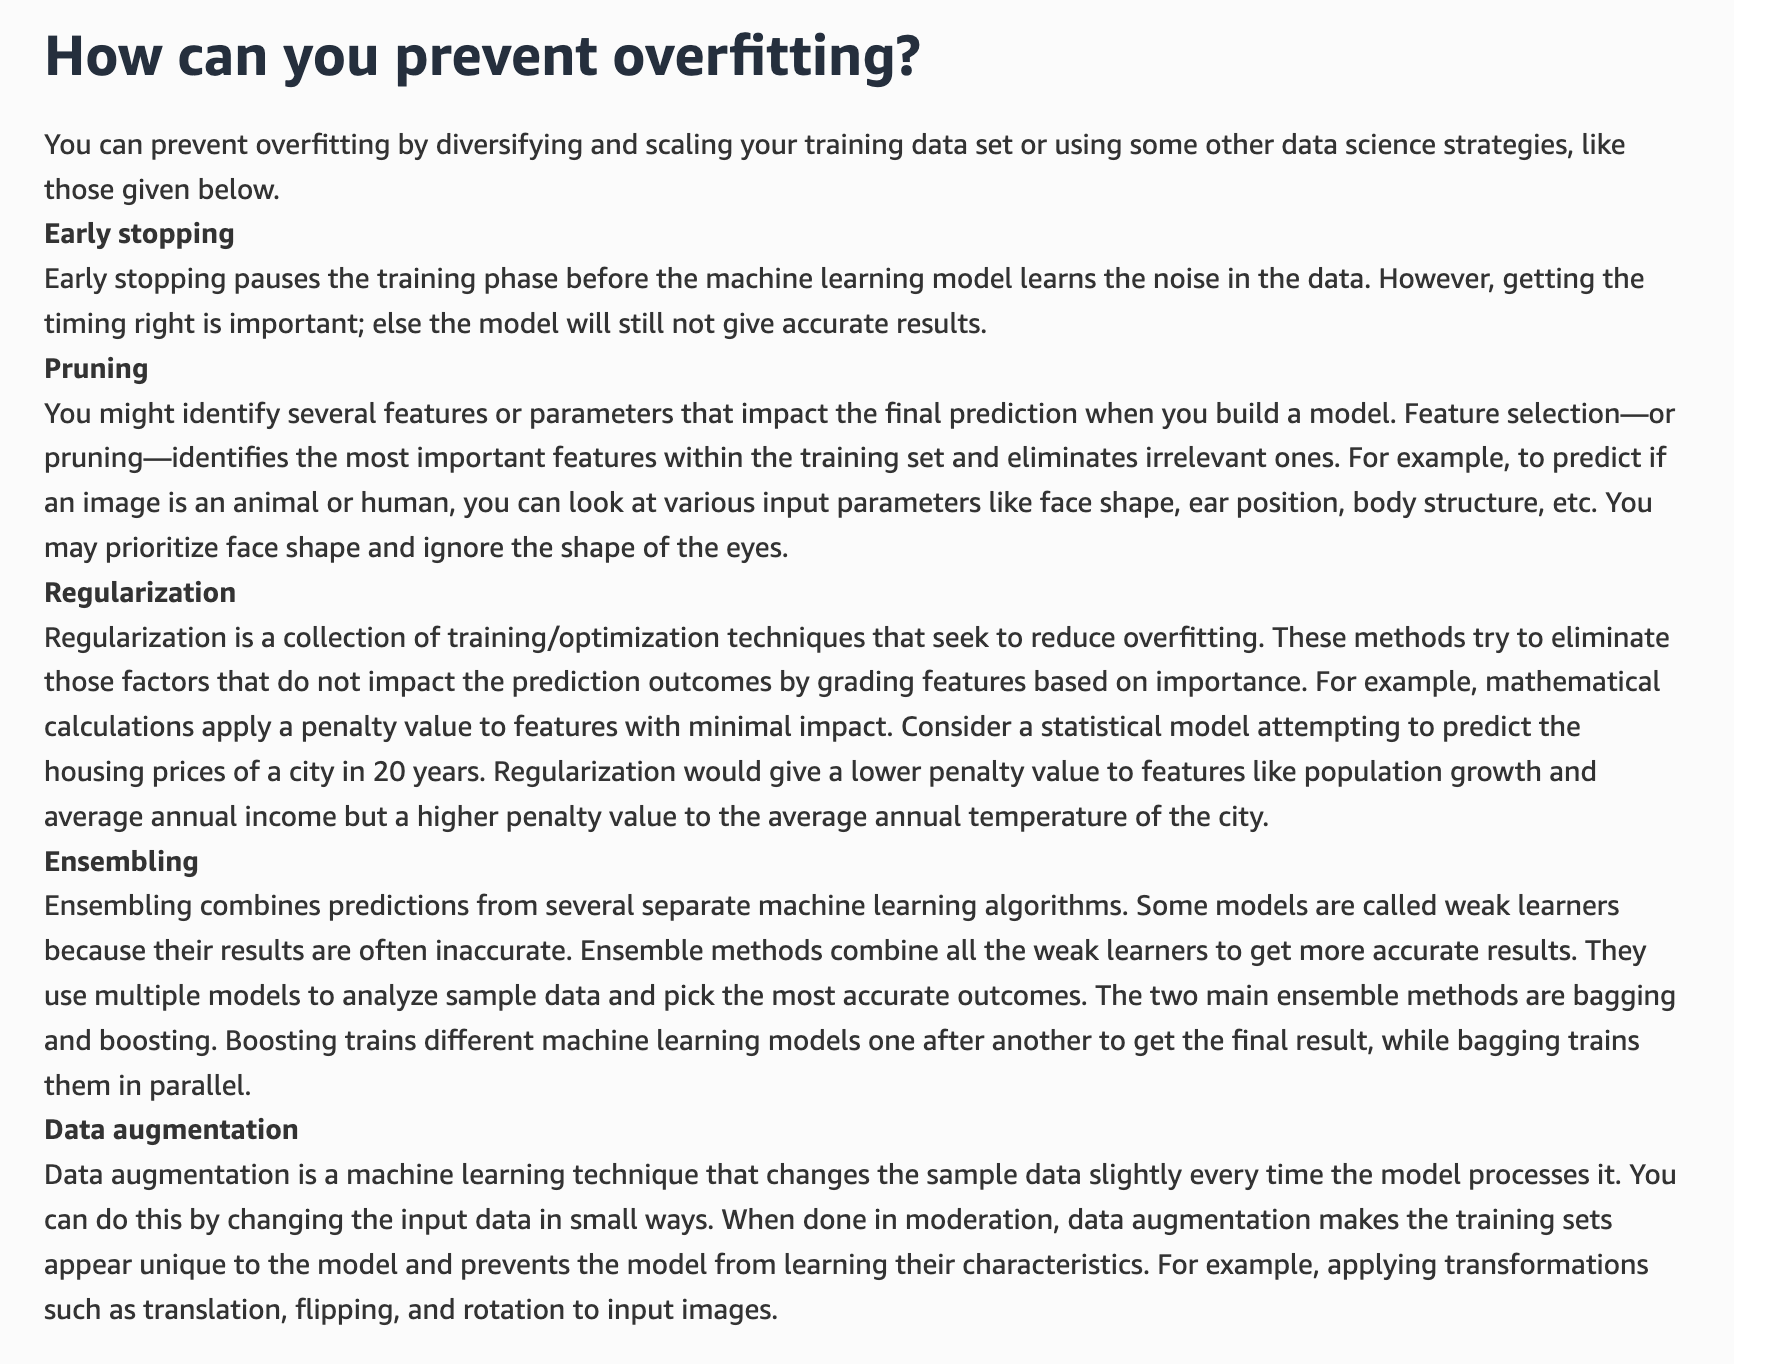 How can you prevent overfitting?
You can prevent overfitting by diversifying and scaling your training data set or using some other data science strategies, like
those given below.
Early stopping
Early stopping pauses the training phase before the machine learning model learns the noise in the data. However, getting the
timing right is important; else the model will still not give accurate results.
Pruning
You might identify several features or parameters that impact the final prediction when you build a model. Feature selection—or
pruning—identifies the most important features within the training set and eliminates irrelevant ones. For example, to predict if
an image is an animal or human, you can look at various input parameters like face shape, ear position, body structure, etc. You
may prioritize face shape and ignore the shape of the eyes.
Regularization
Regularization is a collection of training/optimization techniques that seek to reduce overfitting. These methods try to eliminate
those factors that do not impact the prediction outcomes by grading features based on importance. For example, mathematical
calculations apply a penalty value to features with minimal impact. Consider a statistical model attempting to predict the
housing prices of a city in 20 years. Regularization would give a lower penalty value to features like population growth and
average annual income but a higher penalty value to the average annual temperature of the city.
Ensembling
Ensembling combines predictions from several separate machine learning algorithms. Some models are called weak learners
because their results are often inaccurate. Ensemble methods combine all the weak learners to get more accurate results. They
use multiple models to analyze sample data and pick the most accurate outcomes. The two main ensemble methods are bagging
and boosting. Boosting trains different machine learning models one after another to get the final result, while bagging trains
them in parallel.
Data augmentation
Data augmentation is a machine learning technique that changes the sample data slightly every time the model processes it. You
can do this by changing the input data in small ways. When done in moderation, data augmentation makes the training sets
appear unique to the model and prevents the model from learning their characteristics. For example, applying transformations
such as translation, flipping, and rotation to input images.